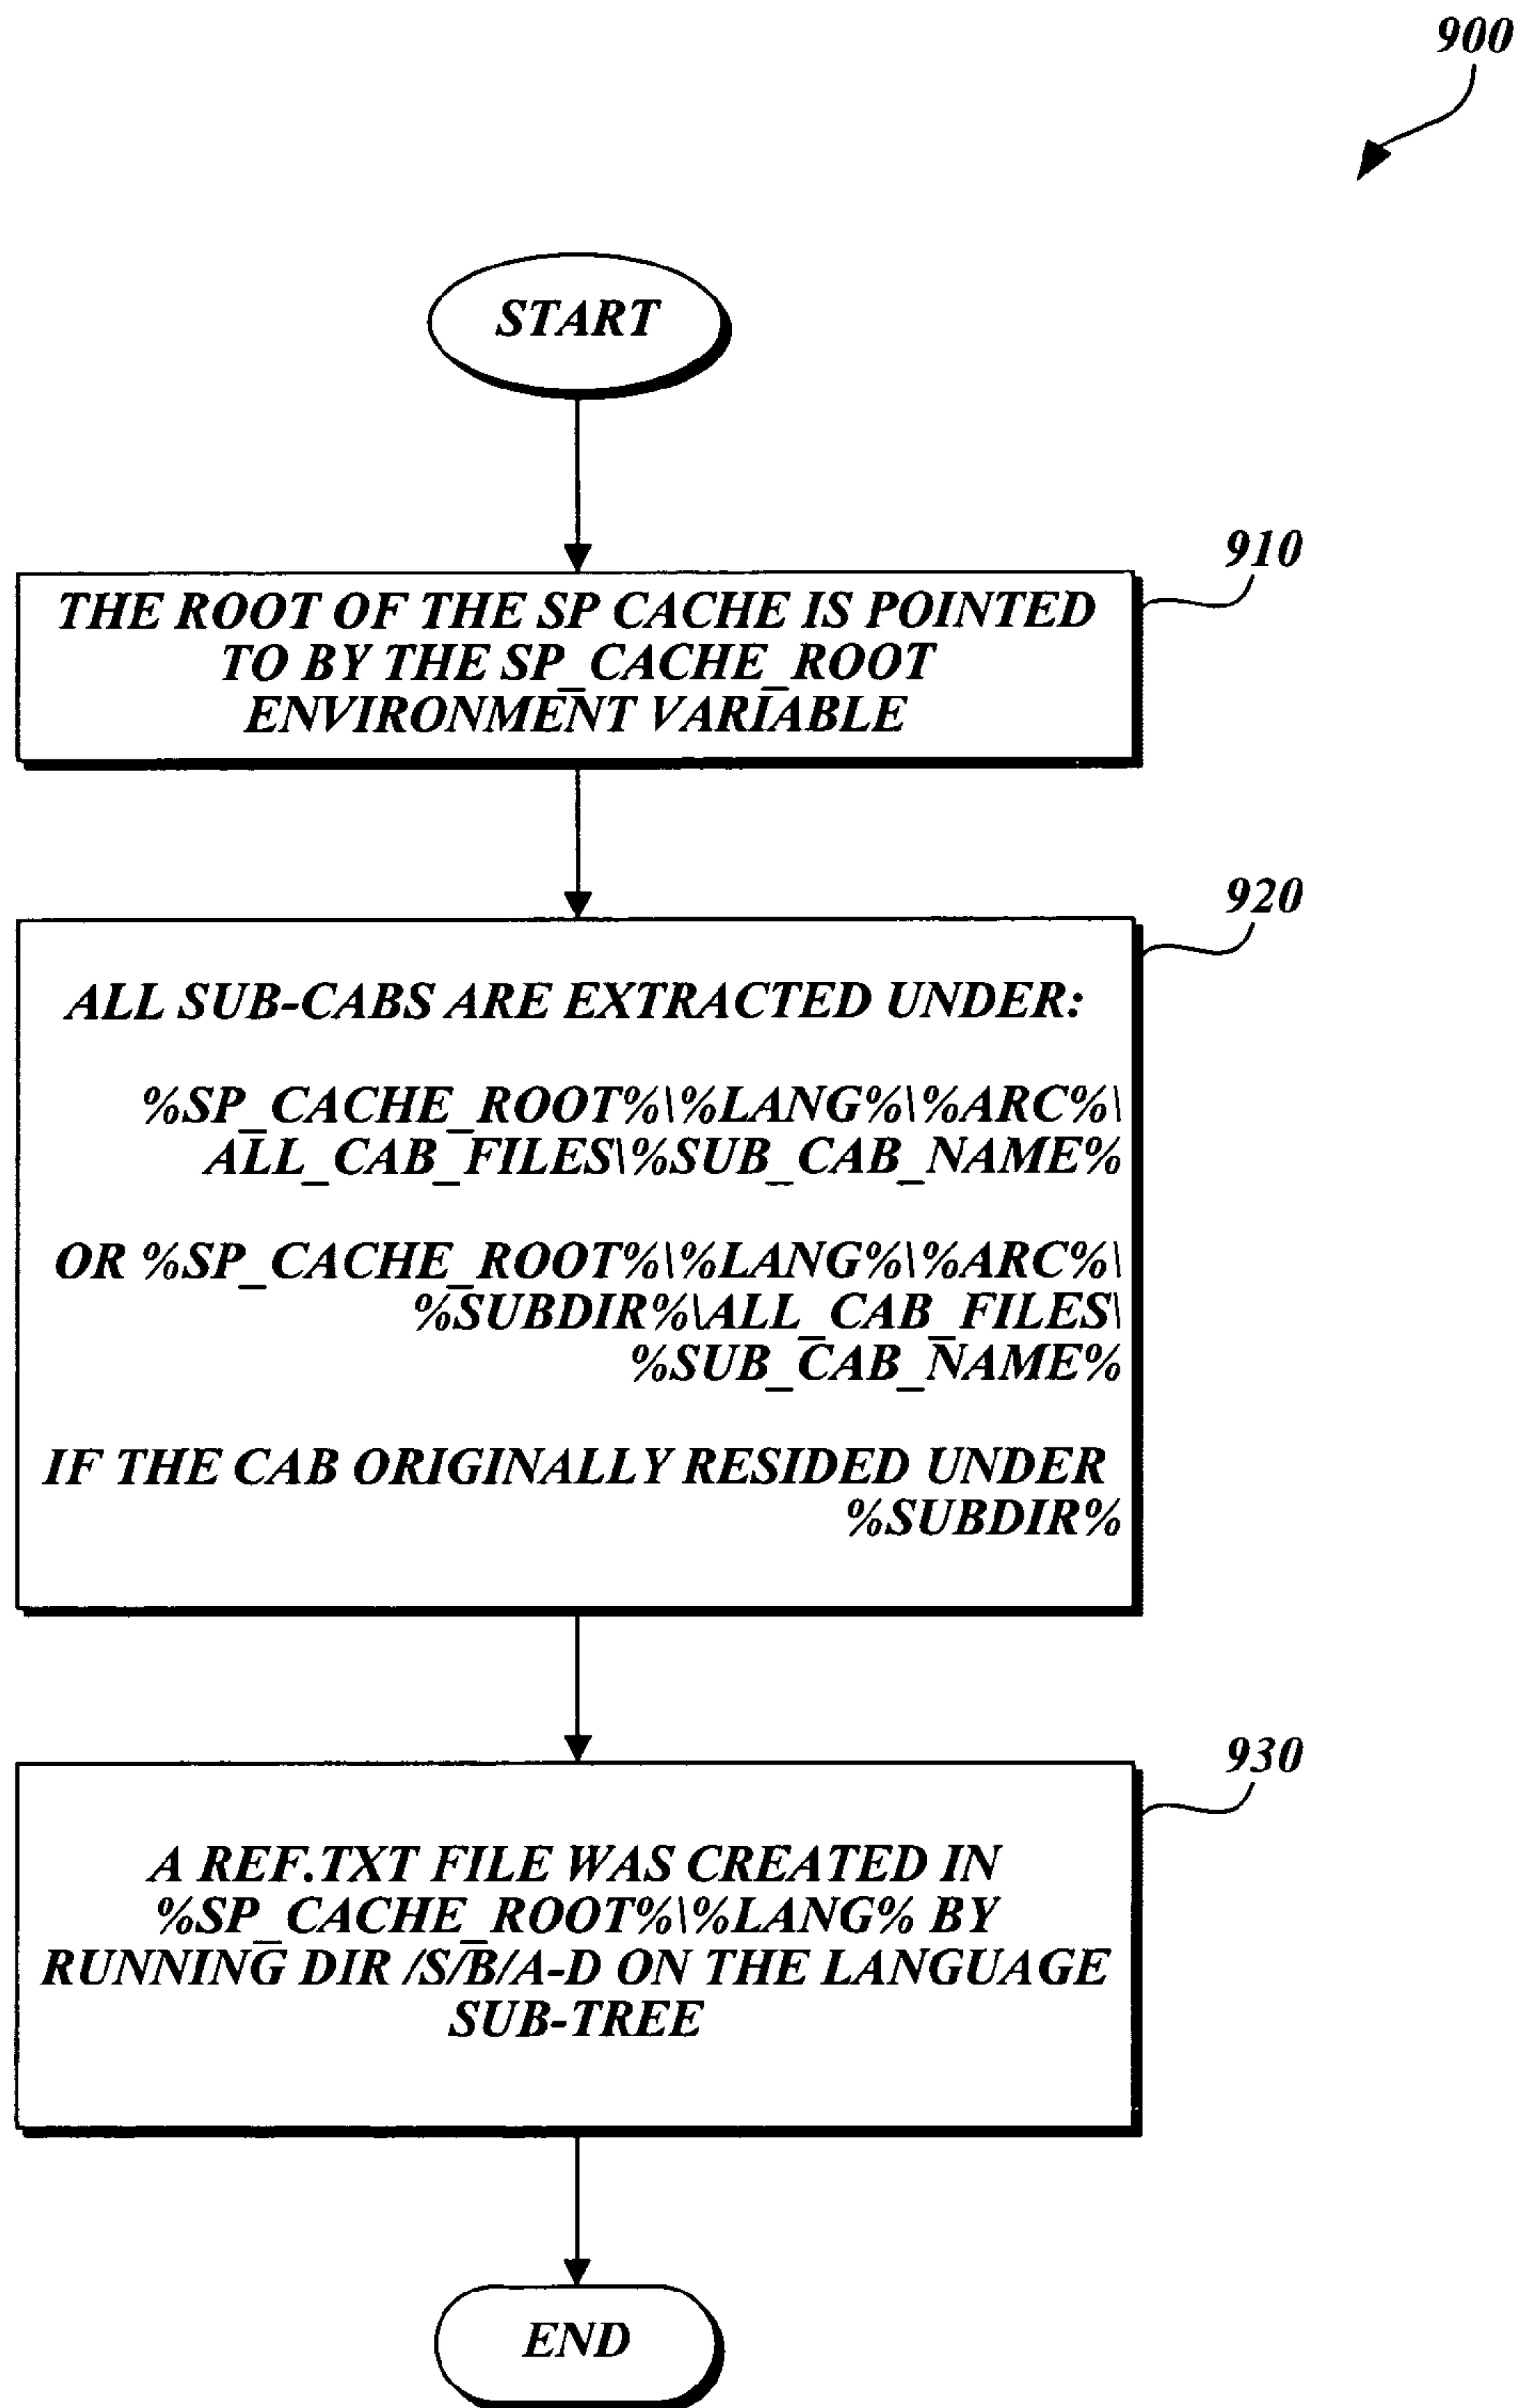 900
START
910
THE ROOT OF THE SP CACHE IS POINTED
TO BY THE SP_CACHE_ROOT
ENVIRONMENT VARIABLE
920
ALL SUB-CABS ARE EXTRACTED UNDER:
%SP_CACHE_ROOT%\%LANG%\%ARC%\
ALL_CAB_FILES\%SUB_CAB_NAME%
OR %SP_CACHE_ROOT%\%LANG%\%ARC%\
%SUBDIR%\ALL_CAB_FILES\
%SUB_CAB_NAME%
IF THE CAB ORIGINALLY RESIDED UNDER
%SUBDIR%
930
A REF.TXT FILE WAS CREATED IN
%SP_CACHE_ROOT%\%LANG% BY
RUNNING DIR /S/B/A-D ON THE LANGUAGE
SUB-TREE
END